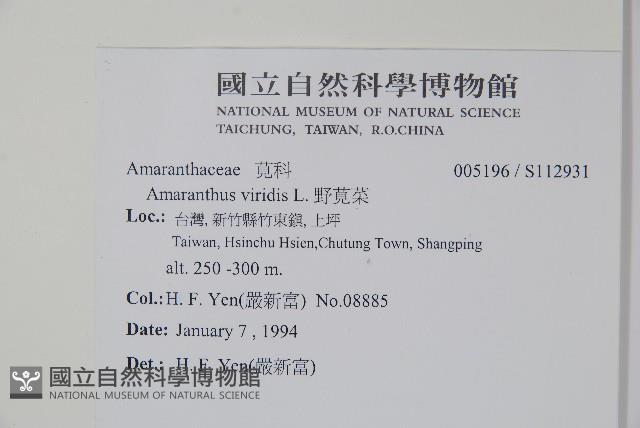 國立自然科學博物館
NATIONAL MUSEUM OF NATURAL SCIENCE
TAICHUNG, TAIWAN, R.O.CHINA
Amaranthaceae 莧科 005196 / S112931
Amaranthus viridis L. 野莧菜
Loc.: 台灣, 新竹縣竹東鎮, 上坪
Taiwan, Hsinchu Hsien,Chutung Town, Shangping
alt. 250 -300 m.
Col.: H. F. Yen(嚴新富) No.08885
Date: January 7 , 1994
Det.: H. F. Yen(嚴新富)
國立自然科學博物館
NATIONAL MUSEUM OF NATURAL SCIENCE